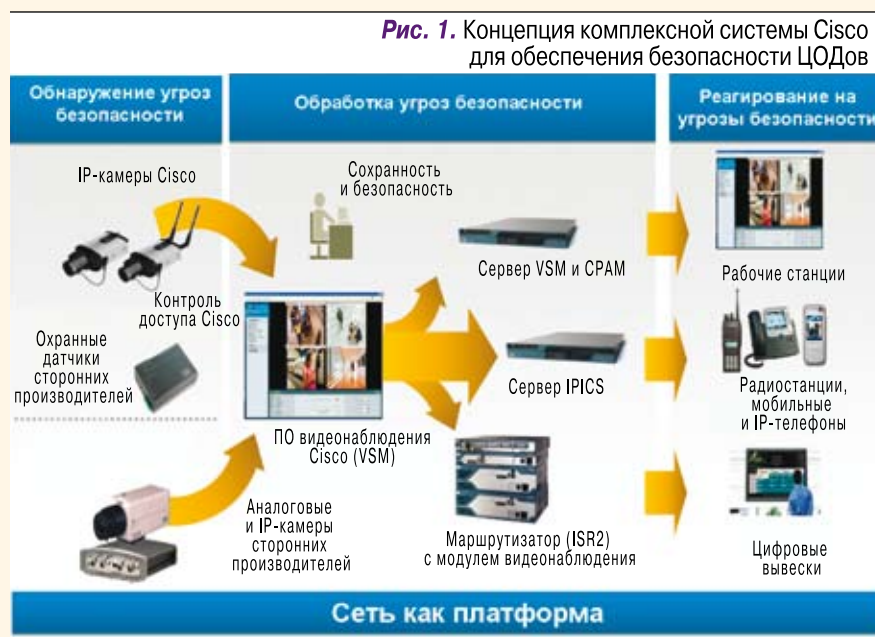 Рис. 1. Концепция комплексной системы Cisco
для обеспечения безопасности ЦОДов
Обнаружение угроз
безопасности
Обработка угроз безопасности
Реагирование на
угрозы безопасности
IP-камеры Cisco
Контроль
доступа Cisco
Охранные
датчики
сторонних
производителей
Аналоговые
и IP-камеры
сторонних
производителей
Сохранность
и безопасность
ПО видеонаблюдения
Cisco (VSM)
Сервер VSM и CPAM
Сервер IPICS
Маршрутизатор (ISR2)
с модулем видеонаблюдения
Рабочие станции
Радиостанции,
мобильные
и IP-телефоны
Цифровые
вывески
Сеть как платформа